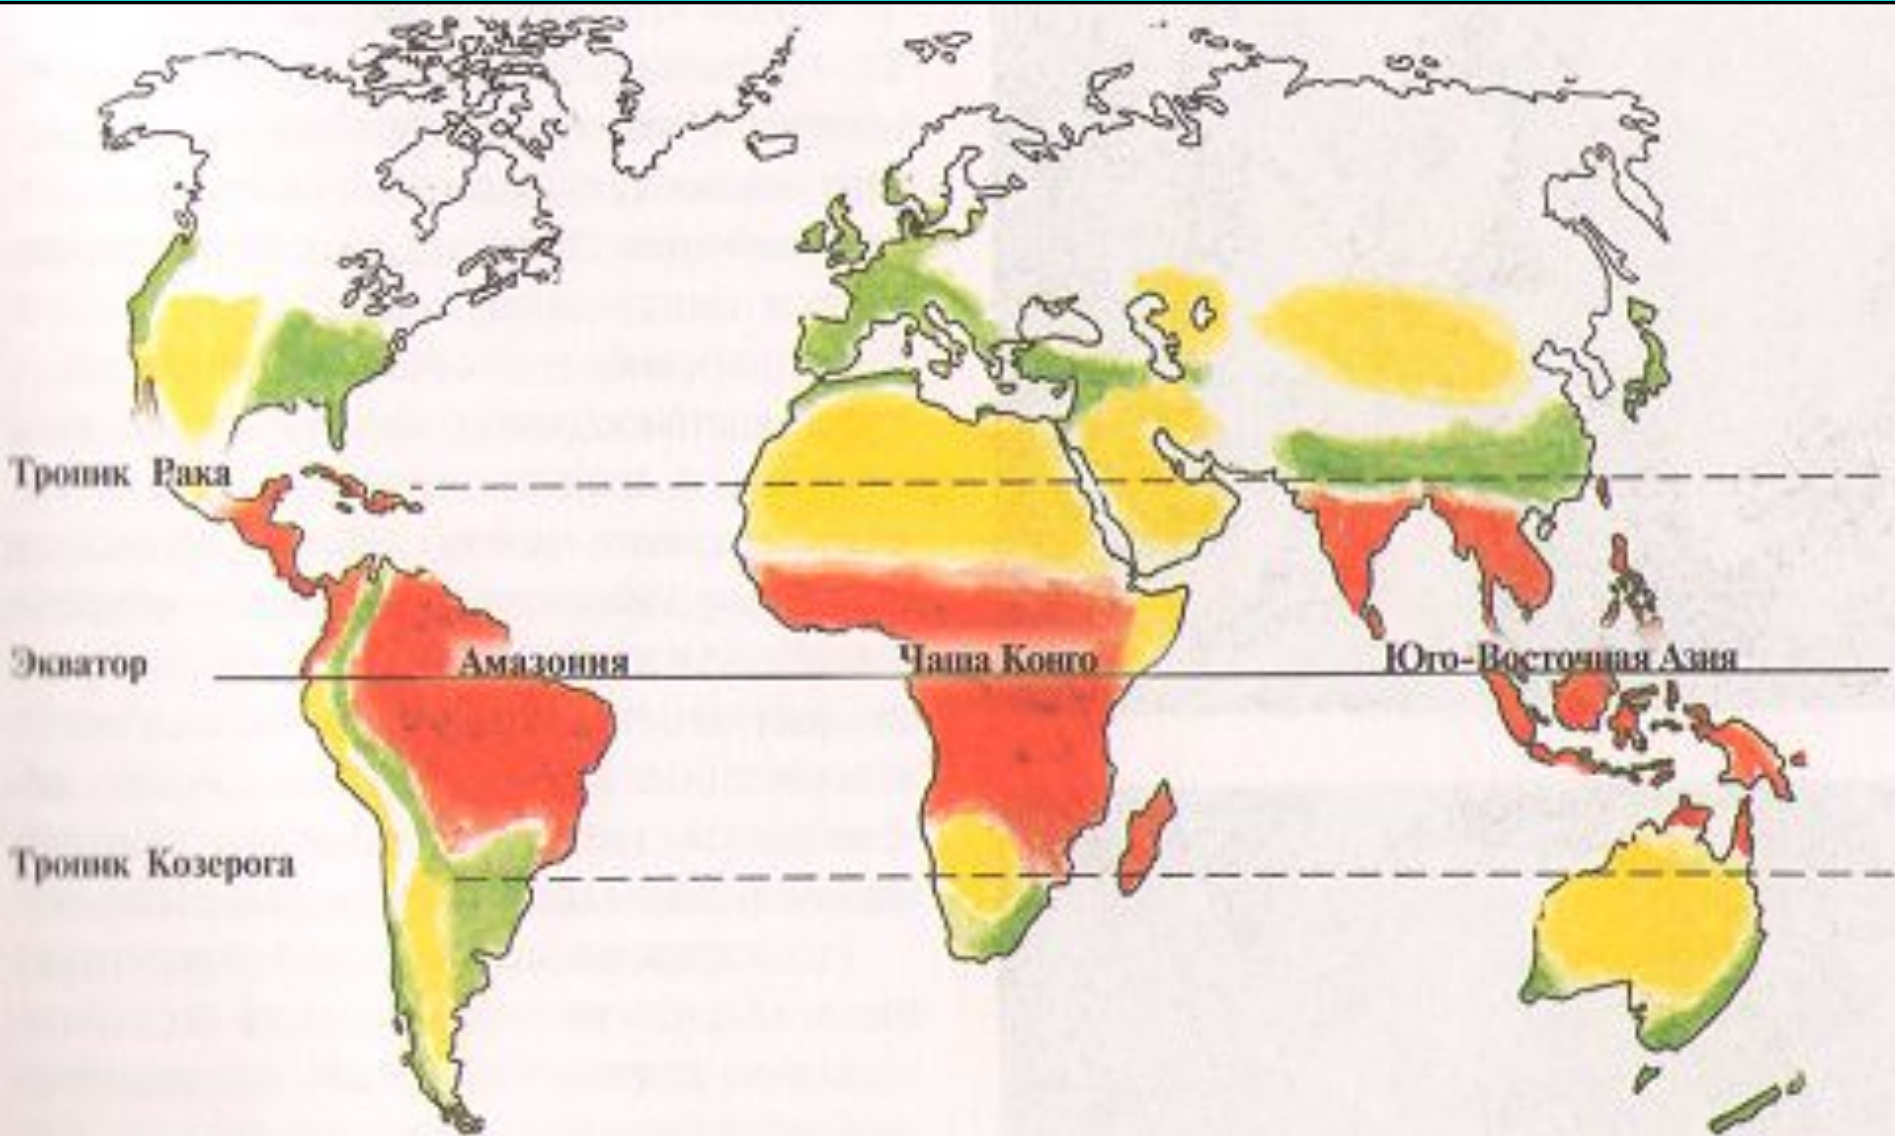 Тропик Рака
Экватор
Амазония
Чаша Конго
Юго-Восточная Азия
Тропик Козерога